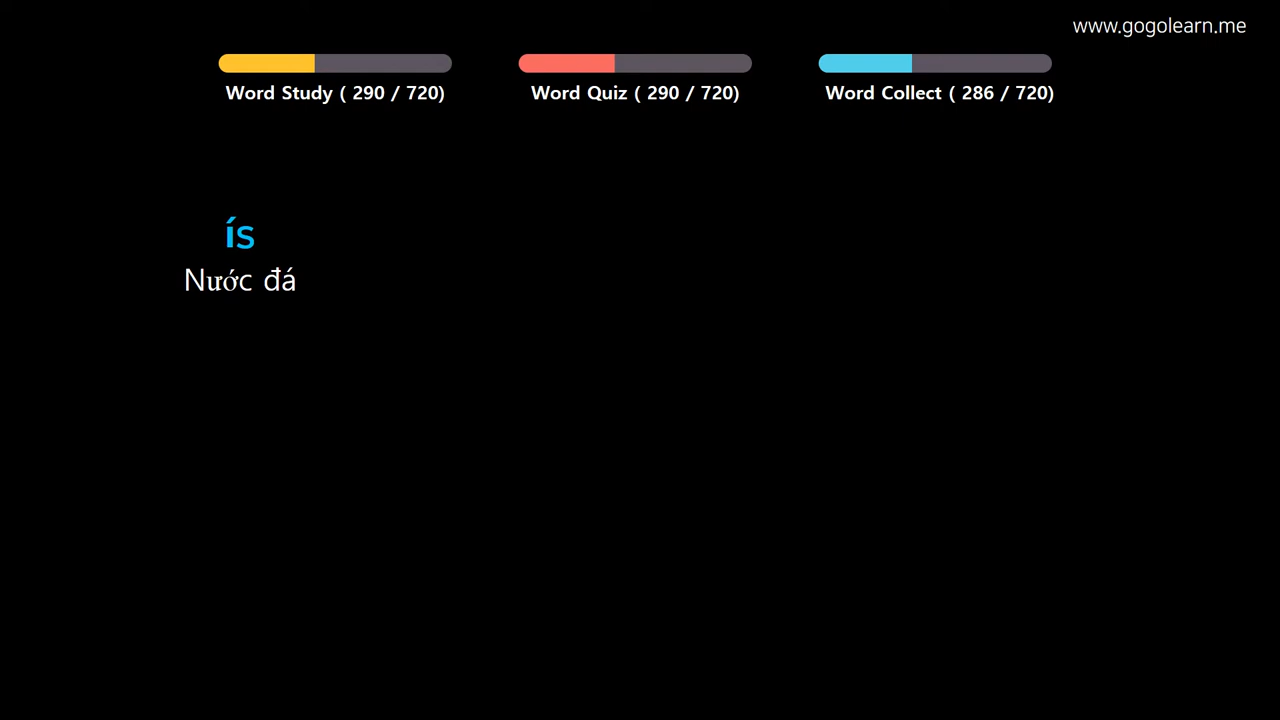 www.gogolearn.me
Word Study ( 290 / 720)
Word Quiz ( 290 / 720)
Word Collect ( 286 / 720)
ís
Nước đá